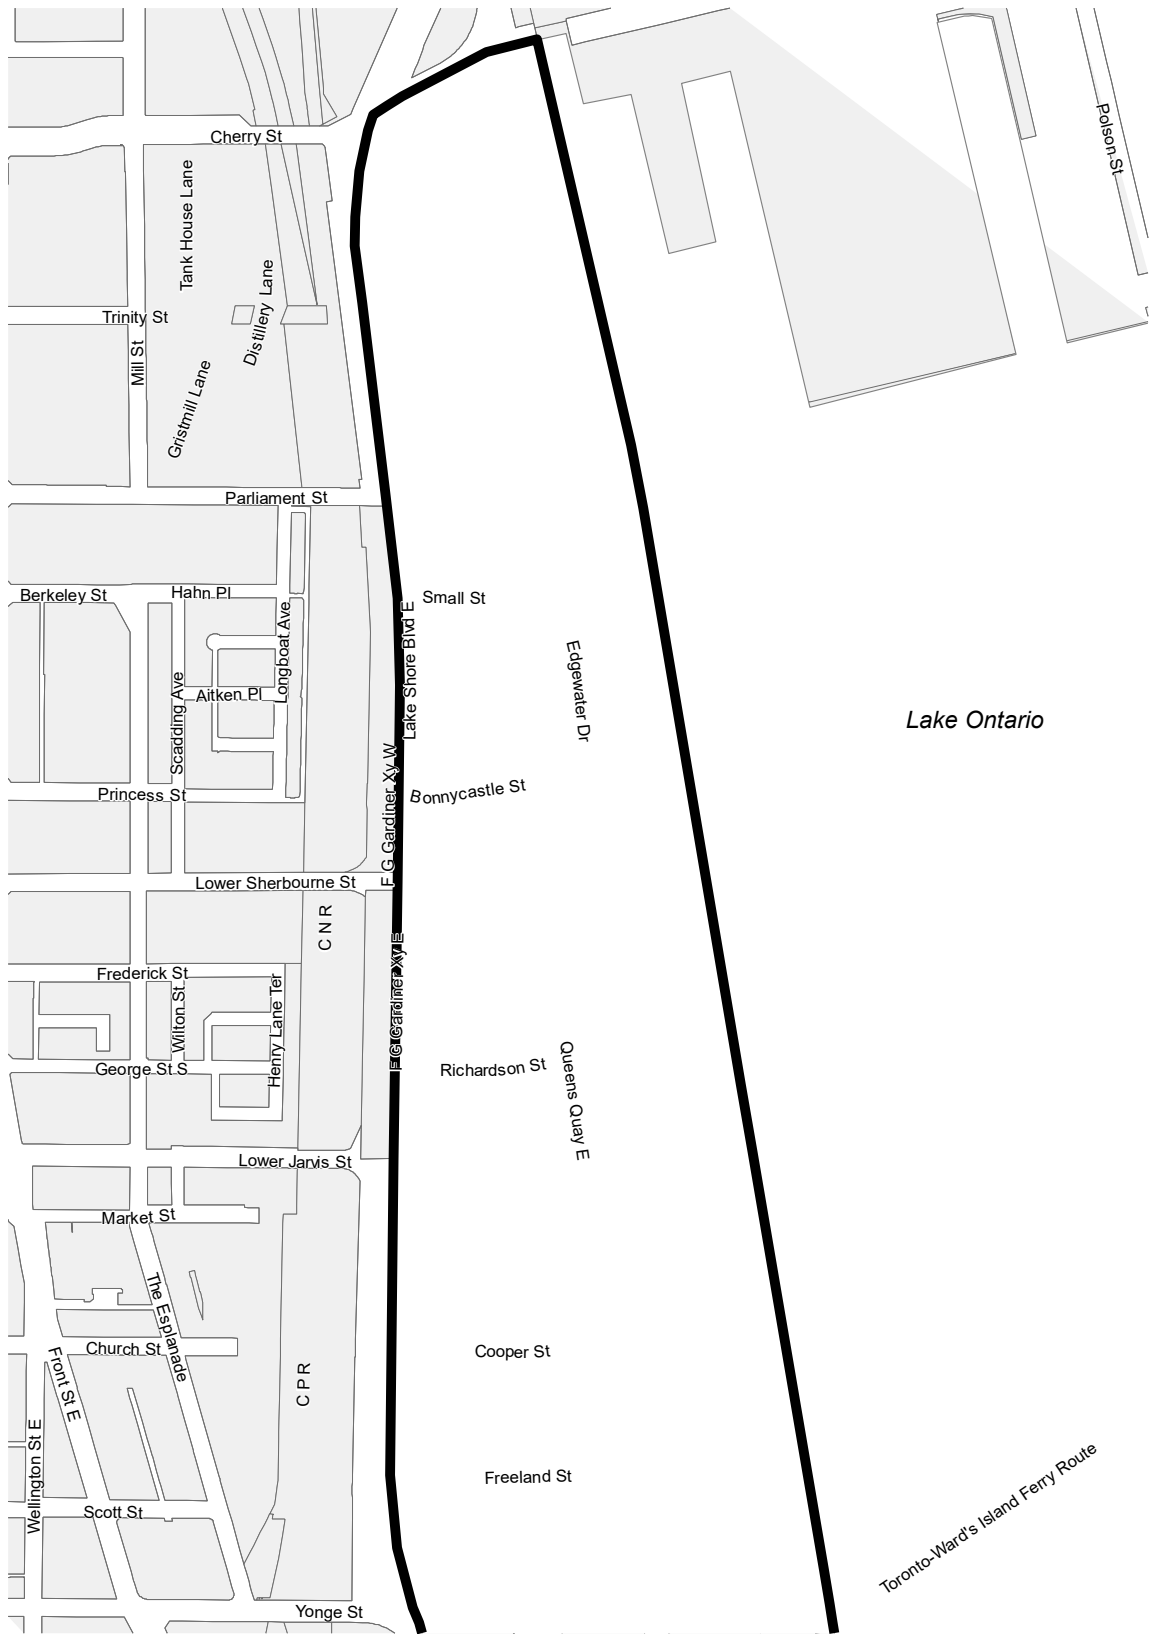 Polson St
Cherry St
Tank House Lane
Distillery Lane
Trinity St
Mill St
Gristmill Lane
Parliament St
Berkeley St
Hahn Pl
Small St
Longboat Ave
Lake Shore Blvd E
Edgewater Dr
Scadding Ave
Aitken Pl
Lake Ontario
F G Gardiner Xy W
Princess St
Bonnycastle St
Lower Sherbourne St
C N R
F G Gardiner Xy E
Frederick St
Wilton St
Henry Lane Ter
George St S
Richardson St
Queens Quay E
Lower Jarvis St
Market St
The Esplanade
Church St
Front St E
Cooper St
C P R
Wellington St E
Freeland St
Toronto-Ward's Island Ferry Route
Scott St
Yonge St